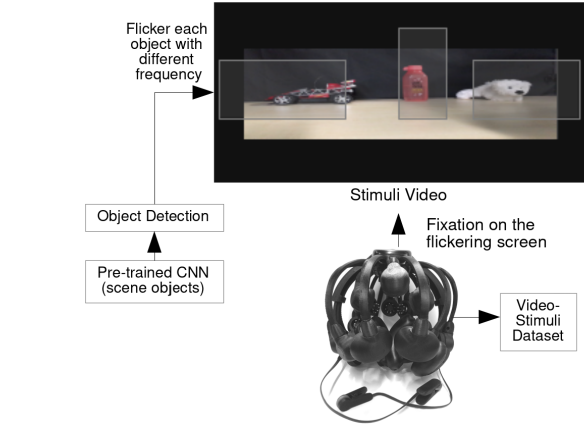 Flicker each
object with
different
frequency
Stimuli Video
Object Detection
Fixation on the
flickering screen
Pre-trained CNN
(scene objects)
Video-
Stimuli
Dataset